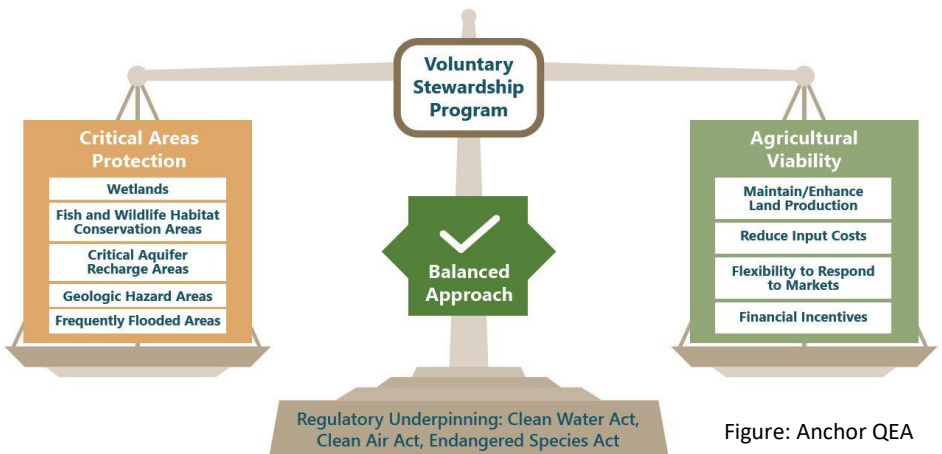 Voluntary
Stewardship
Program
Critical Areas
Protection
Wetlands
Fish and Wildlife Habitat
Conservation Areas
Critical Aquifer
Recharge Areas
Geologic Hazard Areas
Frequently Flooded Areas
Balanced
Approach
Agricultural
Viability
Maintain/Enhance
Land Production
Reduce Input Costs
Flexibility to Respond
to Markets
Financial Incentives
Regulatory Underpinning: Clean Water Act,
Clean Air Act, Endangered Species Act
Figure: Anchor QEA